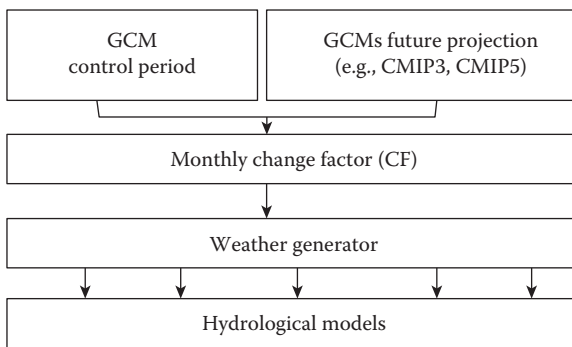 GCM
control period
GCMs future projection
(e.g., CMIP3, CMIP5)
Monthly change factor (CF)
Weather generator
Hydrological models